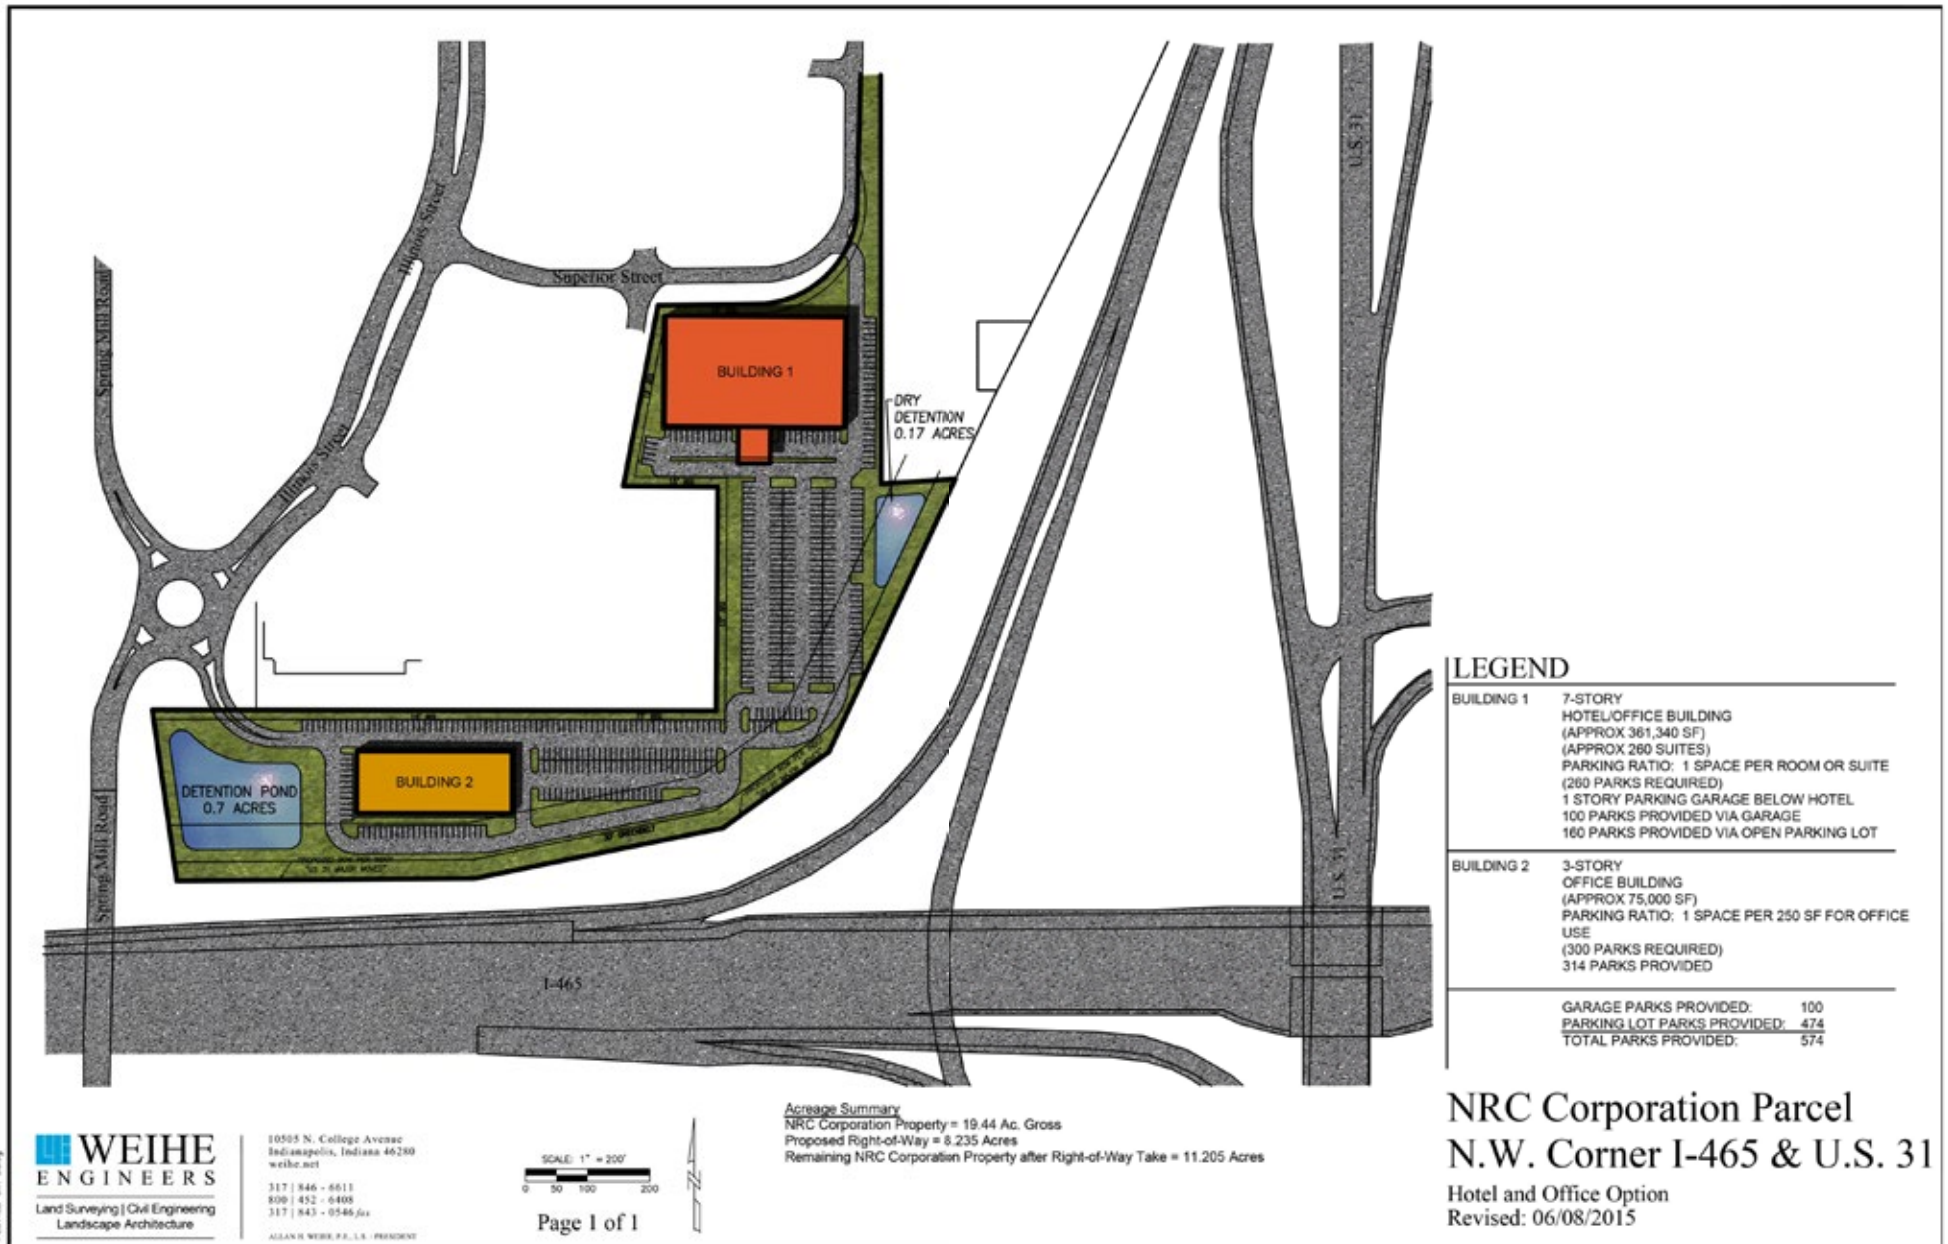 U.S. 31
Illinois Street
Superior Street
Spring Mill Road
BUILDING 1
DRY
DETENTION
0.17 ACRES
Illinois Street
BUILDING 2
DETENTION POND
0.7 ACRES
Spring Mill Road
U.S. 31
I-465
LEGEND
BUILDING 1 7-STORY
HOTEL/OFFICE BUILDING
(APPROX 361,340 SF)
(APPROX 260 SUITES)
PARKING RATIO: 1 SPACE PER ROOM OR SUITE
(260 PARKS REQUIRED)
1 STORY PARKING GARAGE BELOW HOTEL
100 PARKS PROVIDED VIA GARAGE
160 PARKS PROVIDED VIA OPEN PARKING LOT
BUILDING 2 3-STORY
OFFICE BUILDING
(APPROX 75,000 SF)
PARKING RATIO: 1 SPACE PER 250 SF FOR OFFICE
USE
(300 PARKS REQUIRED)
314 PARKS PROVIDED
GARAGE PARKS PROVIDED: 100
PARKING LOT PARKS PROVIDED: 474
TOTAL PARKS PROVIDED: 574
WEIHE
ENGINEERS
Land Surveying | Civil Engineering
Landscape Architecture
10505 N. College Avenue
Indianapolis, Indiana 46280
weihe.net
317 | 846 - 6611
800 | 452 - 6408
317 | 843 - 0546 fax
ALLAN H. WEIHE, P.E., L.S. - PRESIDENT
SCALE: 1" = 200'
0 50 100 200
Page 1 of 1
N
Acreage Summary
NRC Corporation Property = 19.44 Ac. Gross
Proposed Right-of-Way = 8.235 Acres
Remaining NRC Corporation Property after Right-of-Way Take = 11.205 Acres
NRC Corporation Parcel
N.W. Corner I-465 & U.S. 31
Hotel and Office Option
Revised: 06/08/2015